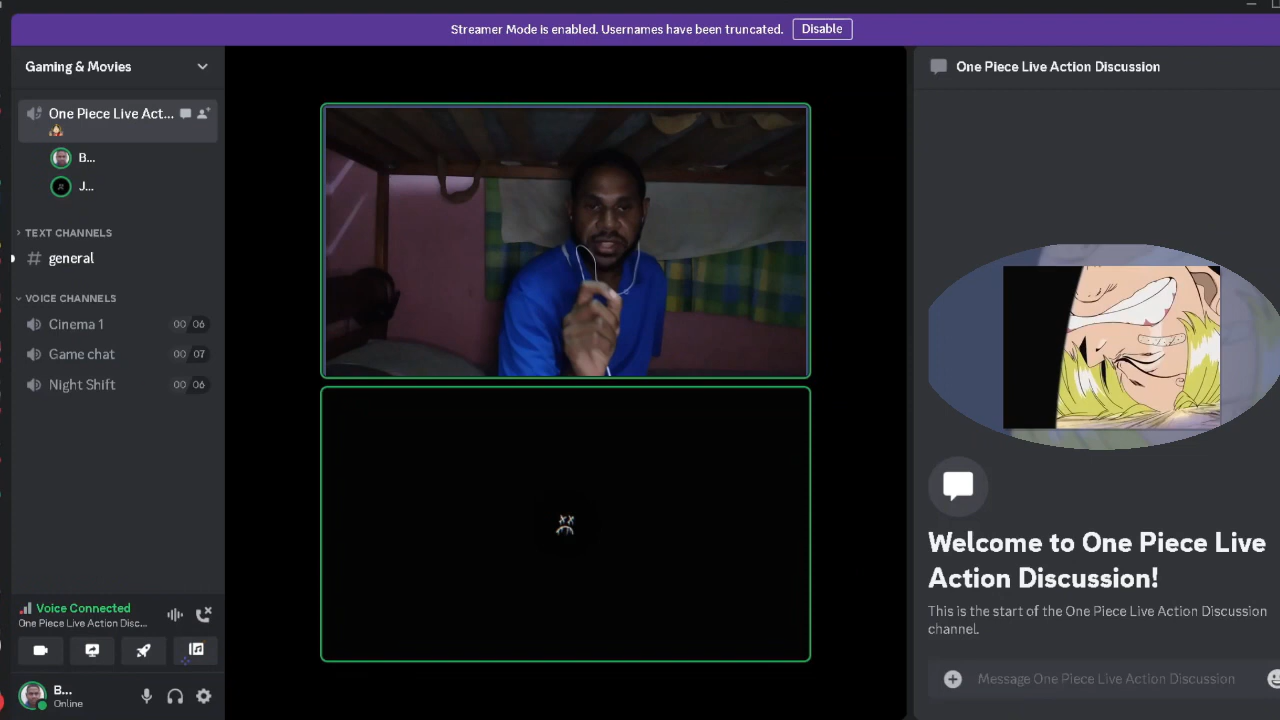 Streamer Mode is enabled. Usernames have been truncated. Disable
Gaming & Movies
One Piece Live Act...
B...
J...
TEXT CHANNELS
general
VOICE CHANNELS
Cinema 1 00 06
Game chat 00 07
Night Shift 00 06
Voice Connected
One Piece Live Action Disc...
B...
Online
One Piece Live Action Discussion
Welcome to One Piece Live
Action Discussion!
This is the start of the One Piece Live Action Discussion
channel.
Message One Piece Live Action Discussion